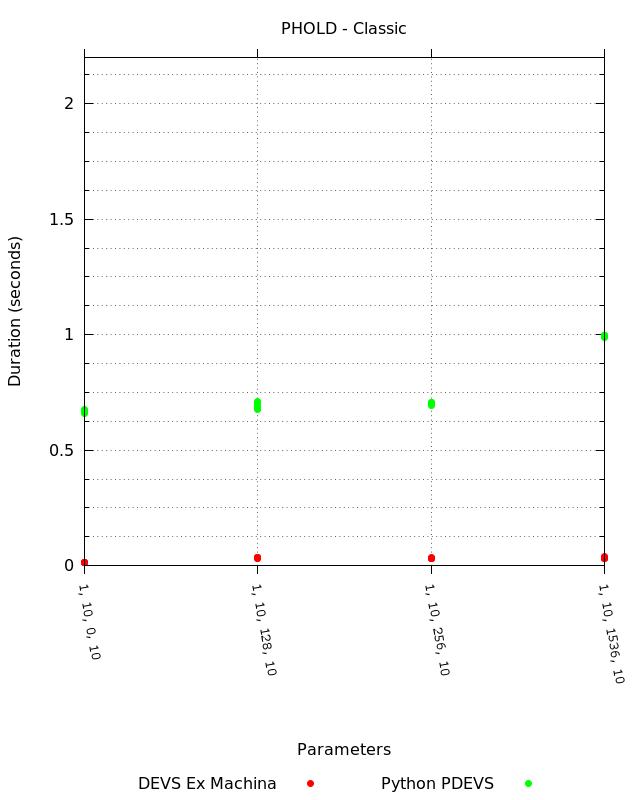 PHOLD - Classic
Duration (seconds)
2
1.5
1
0.5
0
1, 10, 0, 10
1, 10, 128, 10
1, 10, 256, 10
1, 10, 1536, 10
Parameters
DEVS Ex Machina
Python PDEVS